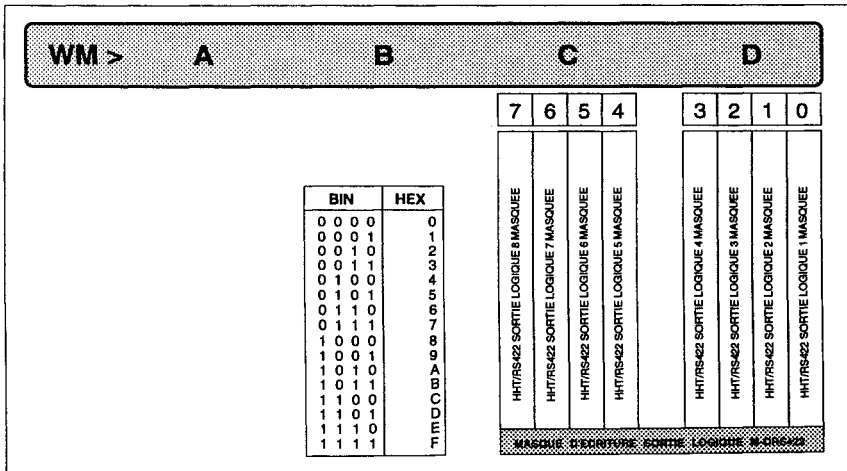 WM > A B C D
7 6 5 4 3 2 1 0
HHT/RS422 SORTIE LOGIQUE 8 MASQUEE
HHT/RS422 SORTIE LOGIQUE 7 MASQUEE
HHT/RS422 SORTIE LOGIQUE 6 MASQUEE
HHT/RS422 SORTIE LOGIQUE 5 MASQUEE
HHT/RS422 SORTIE LOGIQUE 4 MASQUEE
HHT/RS422 SORTIE LOGIQUE 3 MASQUEE
HHT/RS422 SORTIE LOGIQUE 2 MASQUEE
HHT/RS422 SORTIE LOGIQUE 1 MASQUEE
BIN HEX
0 0 0 0 0
0 0 0 1 1
0 0 1 0 2
0 0 1 1 3
0 1 0 0 4
0 1 0 1 5
0 1 1 0 6
0 1 1 1 7
1 0 0 0 8
1 0 0 1 9
1 0 1 0 A
1 0 1 1 B
1 1 0 0 C
1 1 0 1 D
1 1 1 0 E
1 1 1 1 F
MASQUE D'ECRITURE SORTIE LOGIQUE M-DRS422